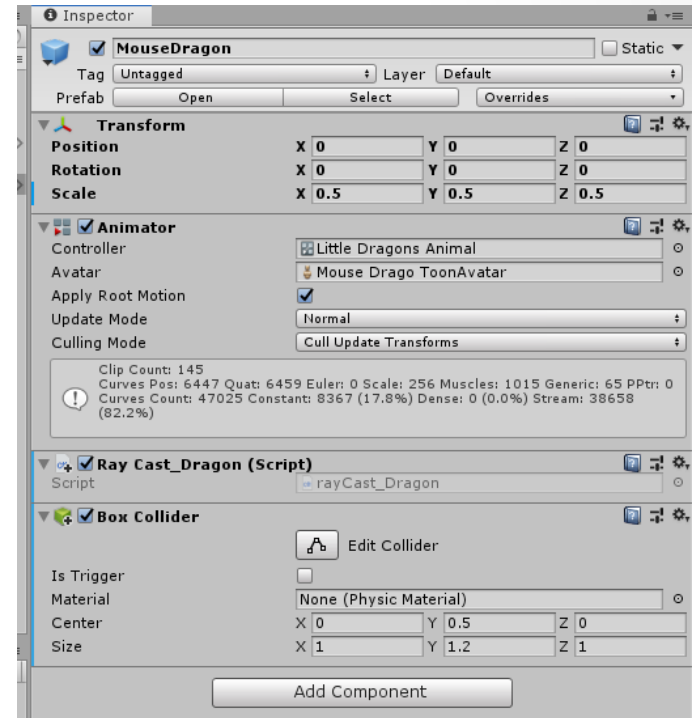 Inspector
MouseDragon Static
Tag Untagged Layer Default
Prefab Open Select Overrides
Transform
Position X 0 Y 0 Z 0
Rotation X 0 Y 0 Z 0
Scale X 0.5 Y 0.5 Z 0.5
Animator
Controller Little Dragons Animal
Avatar Mouse Drago ToonAvatar
Apply Root Motion
Update Mode Normal
Culling Mode Cull Update Transforms
Clip Count: 145
Curves Pos: 6447 Quat: 6459 Euler: 0 Scale: 256 Muscles: 1015 Generic: 65 PPtr: 0
Curves Count: 47025 Constant: 8367 (17.8%) Dense: 0 (0.0%) Stream: 38658
(82.2%)
Ray Cast_Dragon (Script)
Script rayCast_Dragon
Box Collider
Edit Collider
Is Trigger
Material None (Physic Material)
Center X 0 Y 0.5 Z 0
Size X 1 Y 1.2 Z 1
Add Component